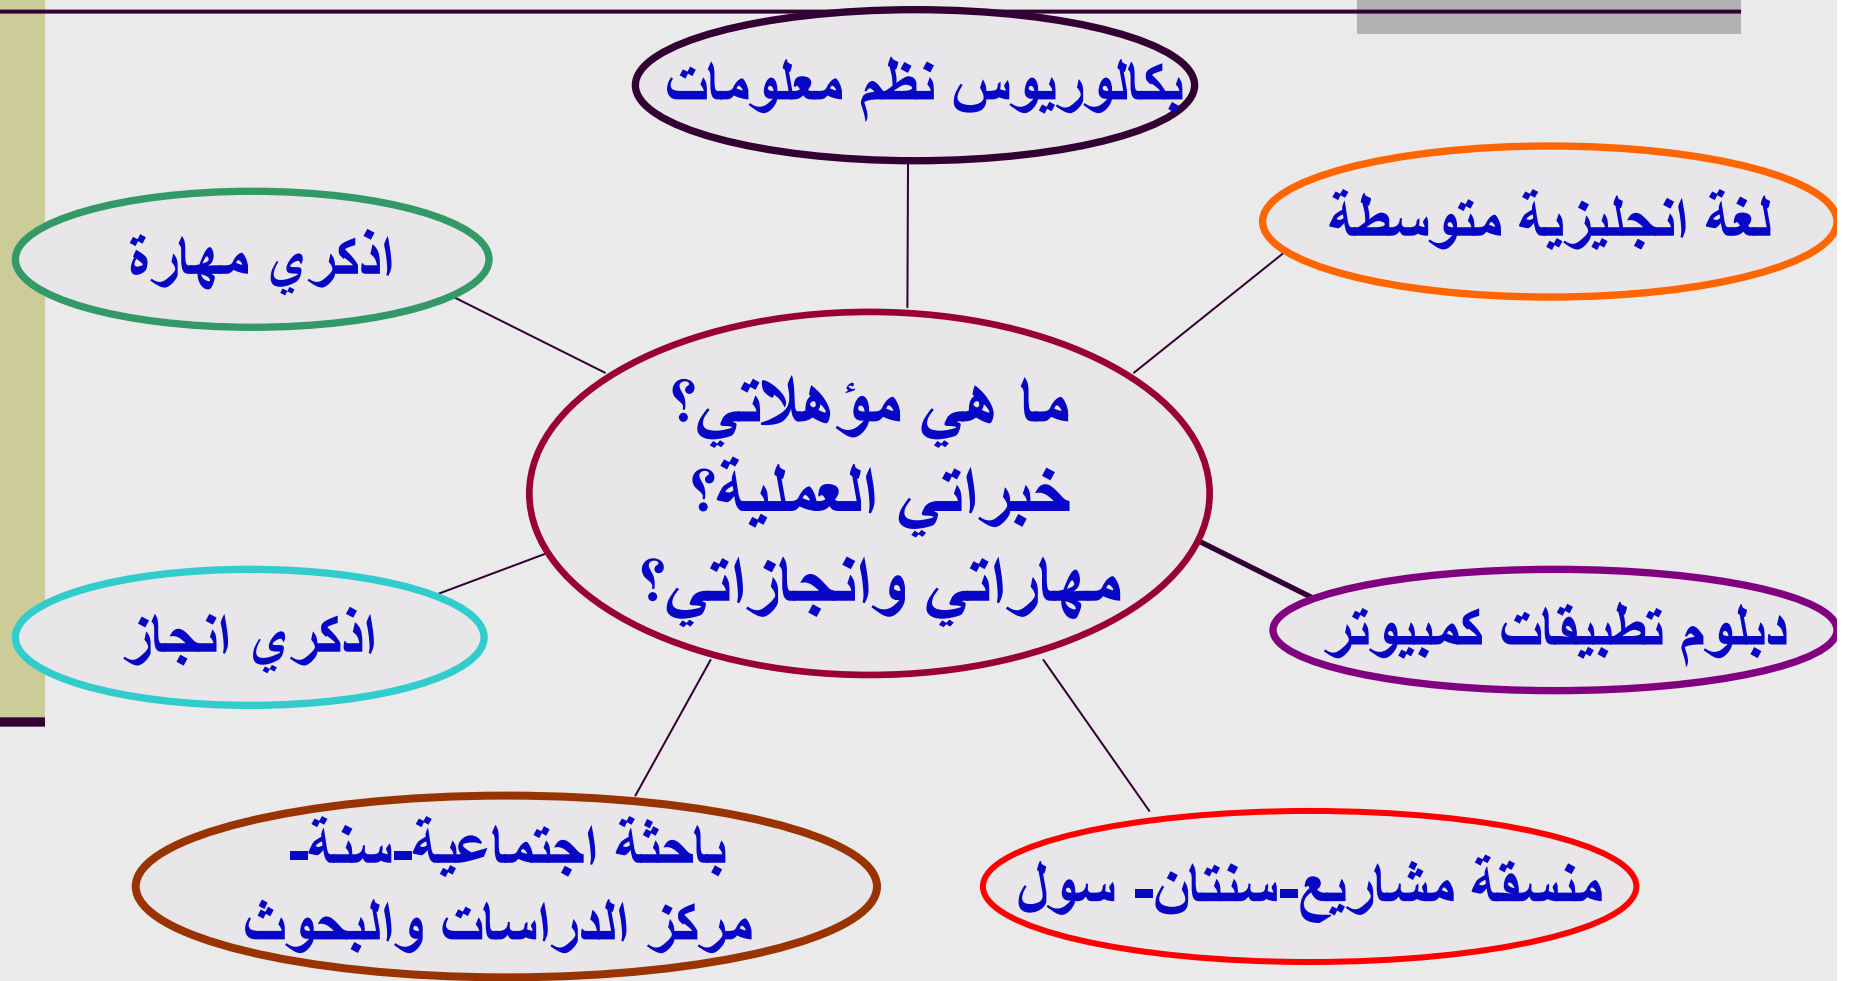 بكالوريوس نظم معلومات
لغة انجليزية متوسطة
اذكري مهارة
ما هي مؤهلاتي؟
خبراتي العملية؟
مهاراتي وانجازاتي؟
دبلوم تطبيقات كمبيوتر
اذكري انجاز
منسقة مشاريع-سنتان- سول
باحثة اجتماعية-سنة-
مركز الدراسات والبحوث